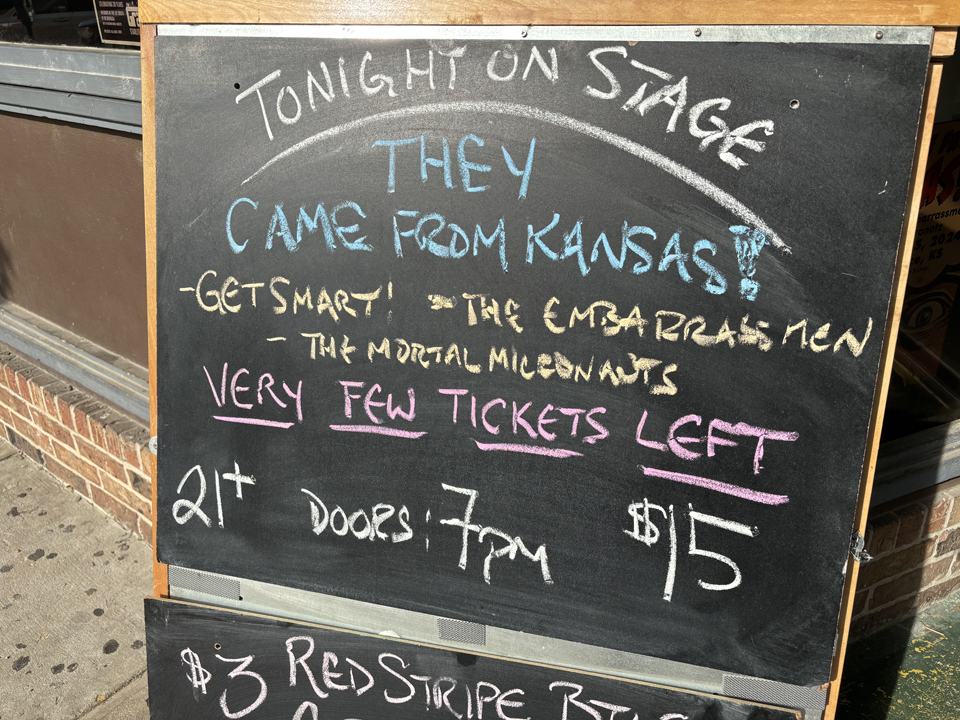 TONIGHT ON STAGE
THEY
CAME FROM KANSAS!
- GET SMART! - THE EMBARRASSMEN
- THE MORTAL MICRONAUTS
VERY FEW TICKETS LEFT
21+ DOORS: 7pm $15
$3 RED STRIPE